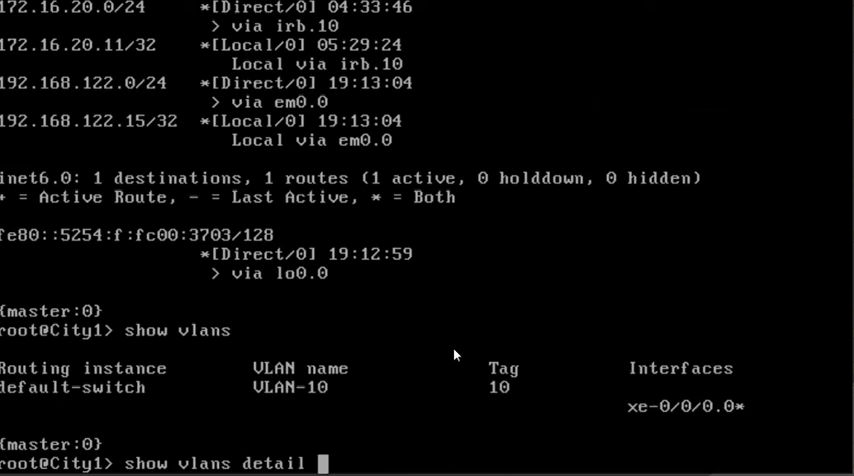 172.16.20.0/24 *[Direct/0] 04:33:46
> via irb.10
172.16.20.11/32 *[Local/0] 05:29:24
Local via irb.10
192.168.122.0/24 *[Direct/0] 19:13:04
> via em0.0
192.168.122.15/32 *[Local/0] 19:13:04
Local via em0.0
inet6.0: 1 destinations, 1 routes (1 active, 0 holddown, 0 hidden)
+ = Active Route, - = Last Active, * = Both
fe80::5254:f:fc00:3703/128
*[Direct/0] 19:12:59
> via lo0.0
{master:0}
root@City1> show vlans
Routing instance VLAN name Tag Interfaces
default-switch VLAN-10 10
xe-0/0/0.0*
{master:0}
root@City1> show vlans detail